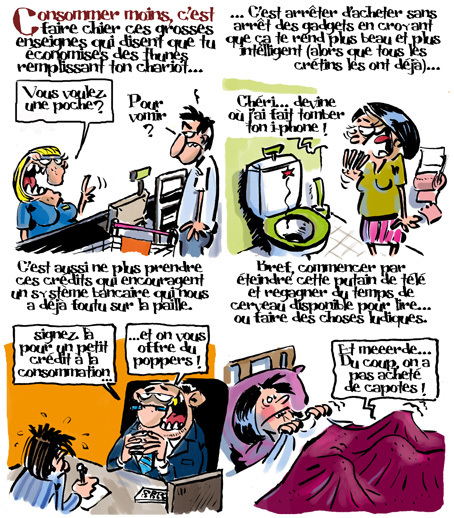 Consommer moins, c'est
faire chier ces grosses
enseignes qui disent que tu
économises des thunes
remplissant ton chariot...
Vous voulez
une poche?
Pour
vomir
?
... C'est arrêter d'acheter sans
arrêt des gadgets en croyant
que ça te rend plus beau et plus
intelligent (alors que tous les
crétins les ont déjà)...
Chéri... devine
où j'ai fait tomber
ton i-phone !
C'est aussi ne plus prendre
ces crédits qui encouragent
un système bancaire qui nous
a déjà foutu sur la paille.
signez là
pour un petit
crédit à la
consommation
...
...et on vous
offre du
poppers !
Bref, commencer par
éteindre cette putain de télé
et regagner du temps de
cerveau disponible pour lire...
ou faire des choses ludiques.
Et meeerde...
Du coup, on a
pas acheté
de capotes !